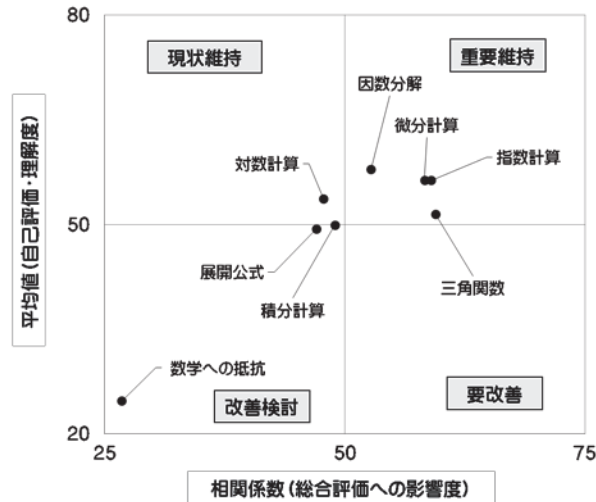 80
現状維持
重要維持
因数分解
微分計算
指数計算
対数計算
平均値(自己評価・理解度)
50
展開公式
積分計算
三角関数
数学への抵抗
改善検討
要改善
20
25
50
75
相関係数(総合評価への影響度)